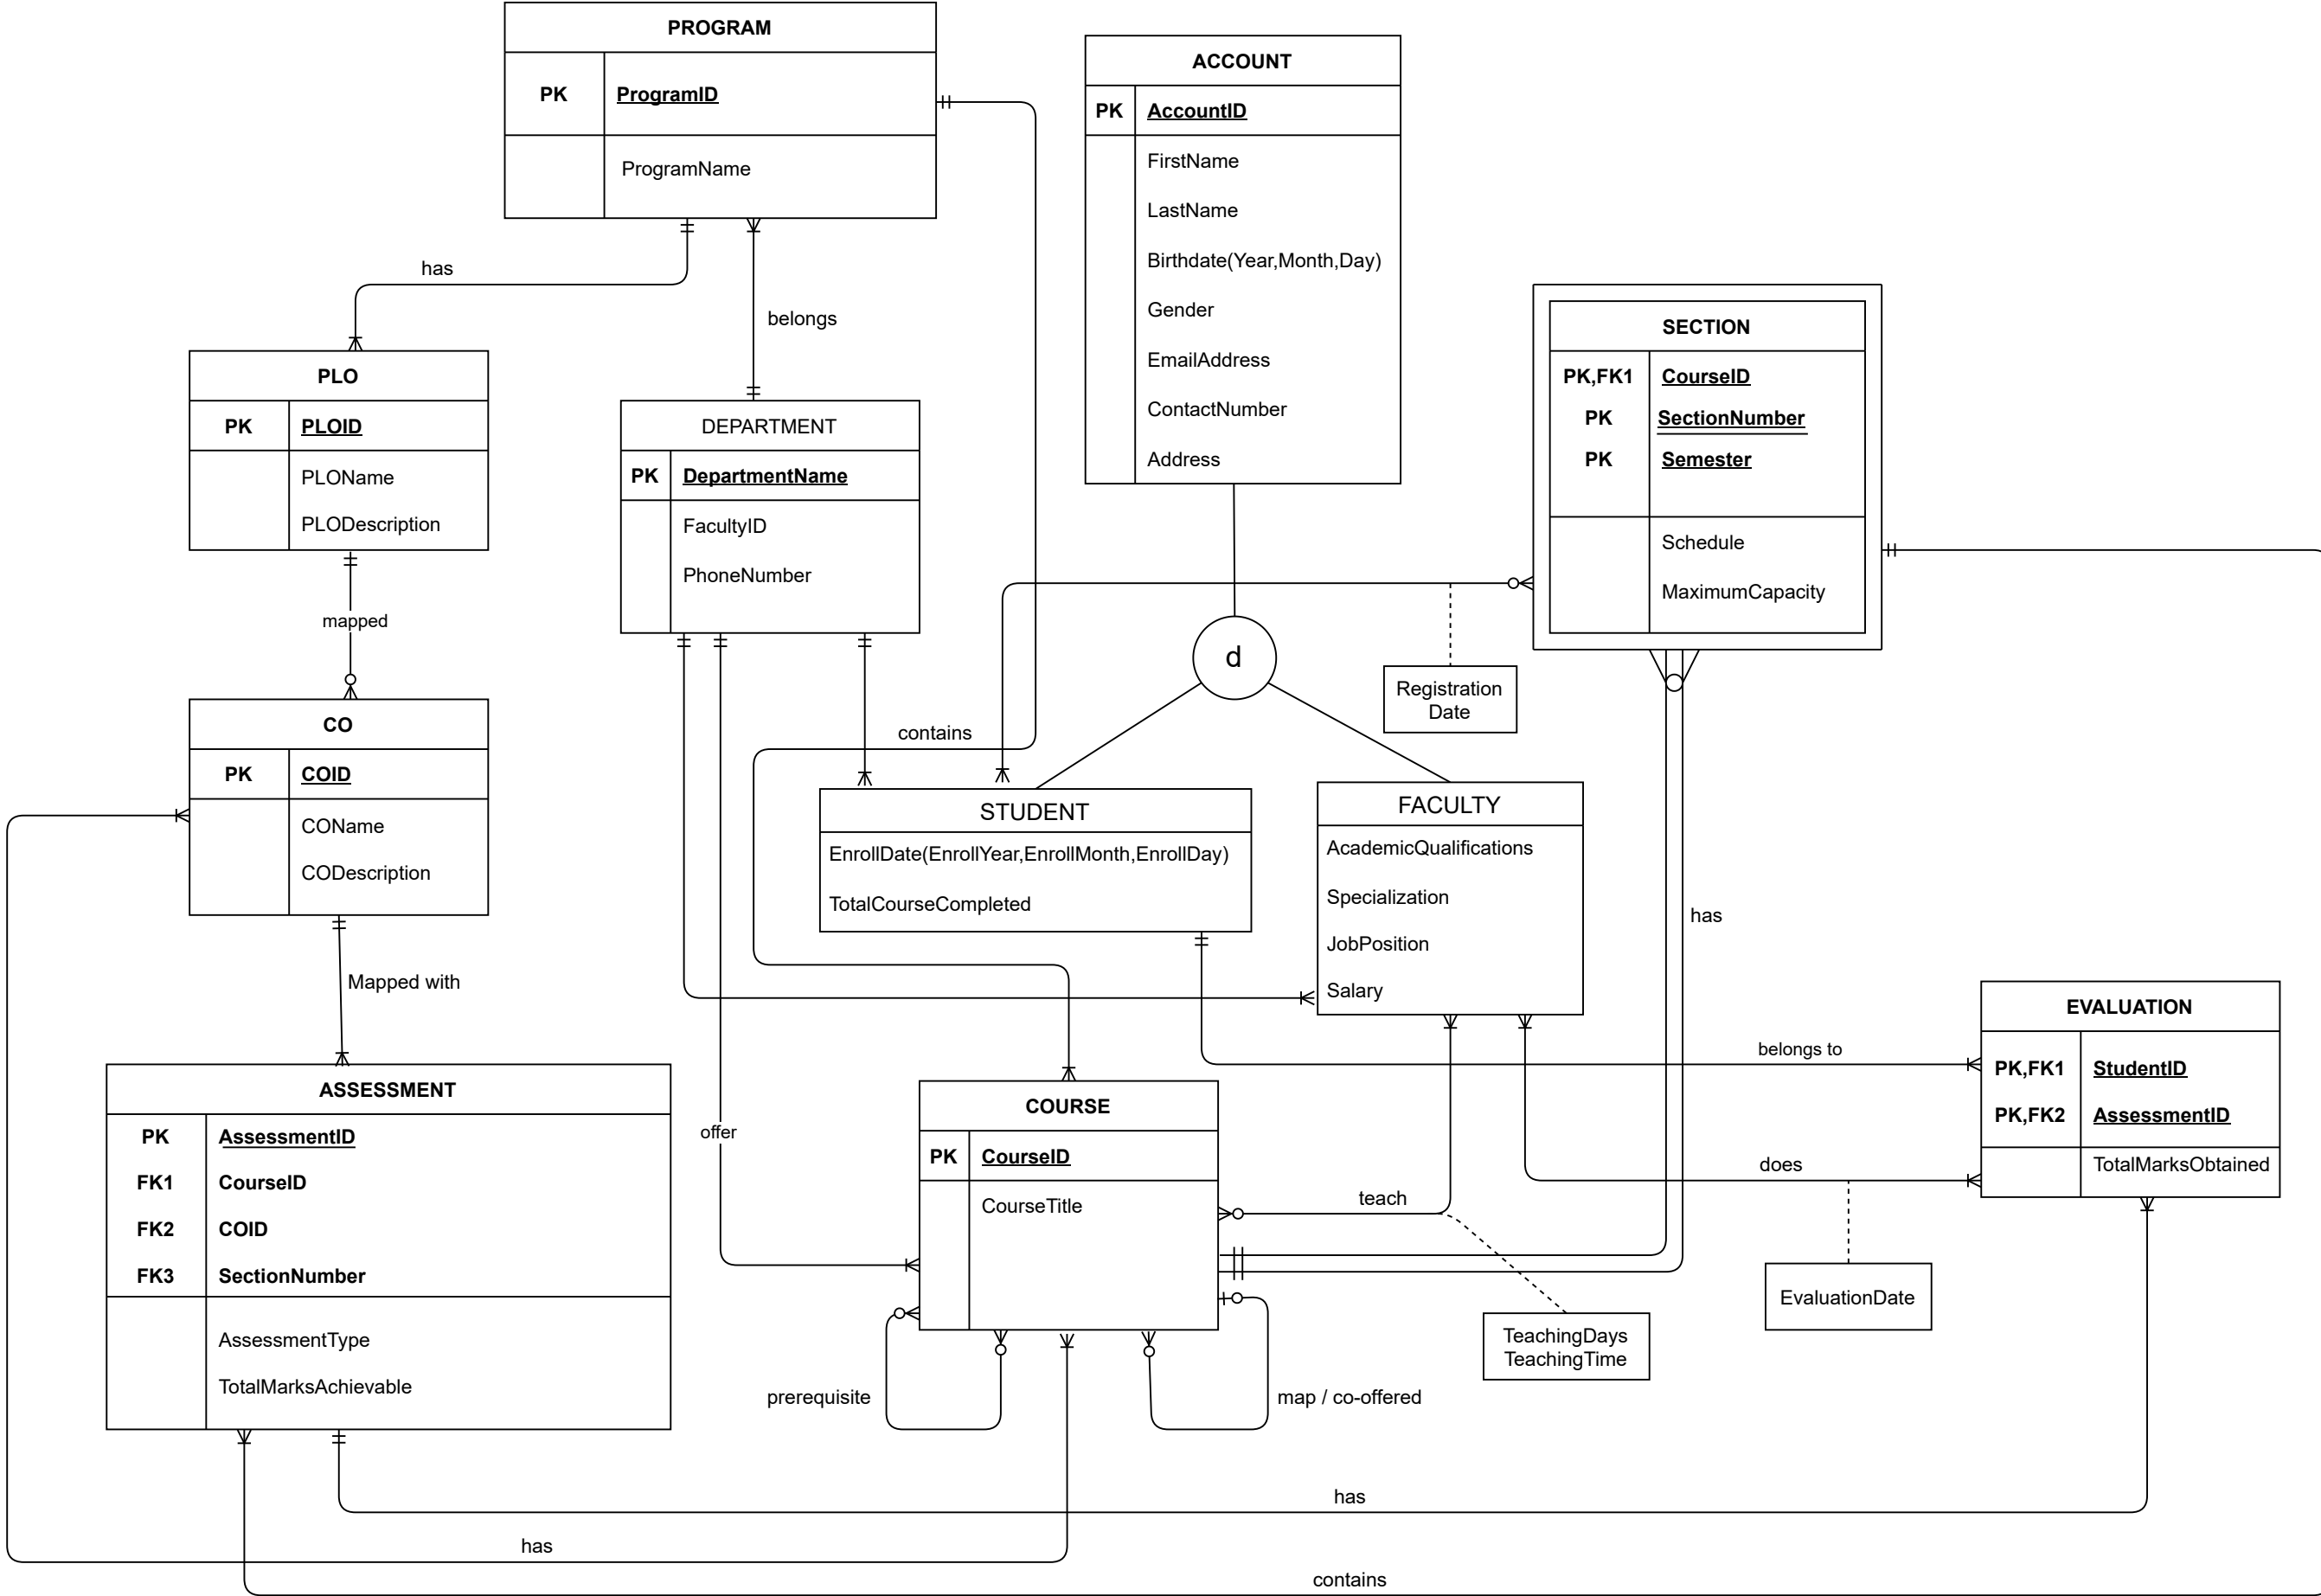 PROGRAM
PK ProgramID
ProgramName
ACCOUNT
PK AccountID
FirstName
LastName
Birthdate(Year,Month,Day)
Gender
EmailAddress
ContactNumber
Address
has
belongs
SECTION
PK,FK1 CourseID
PK SectionNumber
PK Semester
Schedule
MaximumCapacity
PLO
PK PLOID
PLOName
PLODescription
DEPARTMENT
PK DepartmentName
FacultyID
PhoneNumber
mapped
d
Registration
Date
contains
CO
PK COID
COName
CODescription
STUDENT
EnrollDate(EnrollYear,EnrollMonth,EnrollDay)
TotalCourseCompleted
FACULTY
AcademicQualifications
Specialization
JobPosition
Salary
has
Mapped with
EVALUATION
PK,FK1 StudentID
PK,FK2 AssessmentID
TotalMarksObtained
belongs to
ASSESSMENT
PK AssessmentID
FK1 CourseID
FK2 COID
FK3 SectionNumber
AssessmentType
TotalMarksAchievable
offer
COURSE
PK CourseID
CourseTitle
teach
does
EvaluationDate
TeachingDays
TeachingTime
prerequisite
map / co-offered
has
has
contains